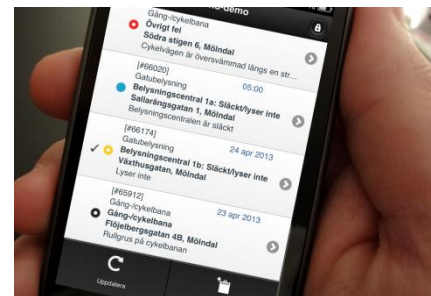 -demo
Gång-/cykelbana
Övrigt fel
Södra stigen 6, Mölndal
Cykelvägen är översvämmad längs en str...
[#66020]
05:00
Gatubelysning
Belysningscentral 1a: Släckt/lyser inte
Sallarängsgatan 1, Mölndal
Belysningscentralen är släckt
[#66174]
24 apr 2013
Gatubelysning
Belysningscentral 1b: Släckt/lyser inte
Växthusgatan, Mölndal
Lyser inte
[#65912]
23 apr 2013
Gång-/cykelbana
Gång-/cykelbana
Flöjelbergsgatan 4B, Mölndal
Rullgrus på cykelbanan
Uppdatera